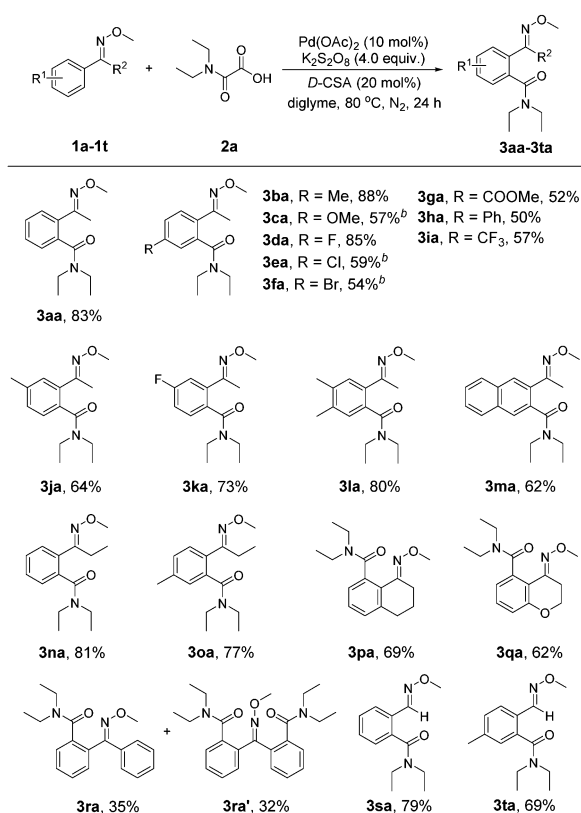 R¹ N O R² + N O O OH Pd(OAc)₂ (10 mol%) K₂S₂O₈ (4.0 equiv.) D-CSA (20 mol%) diglyme, 80 °C, N₂, 24 h R¹ N O R² O N
1a-1t 2a 3aa-3ta
3aa, 83%
R
3ba, R = Me, 88%
3ca, R = OMe, 57%ᵇ
3da, R = F, 85%
3ea, R = Cl, 59%ᵇ
3fa, R = Br, 54%ᵇ
3ga, R = COOMe, 52%
3ha, R = Ph, 50%
3ia, R = CF₃, 57%
N O O N F
3ja, 64% 3ka, 73% 3la, 80% 3ma, 62%
3na, 81% 3oa, 77% 3pa, 69% 3qa, 62%
+ H H
3ra, 35% 3ra', 32% 3sa, 79% 3ta, 69%